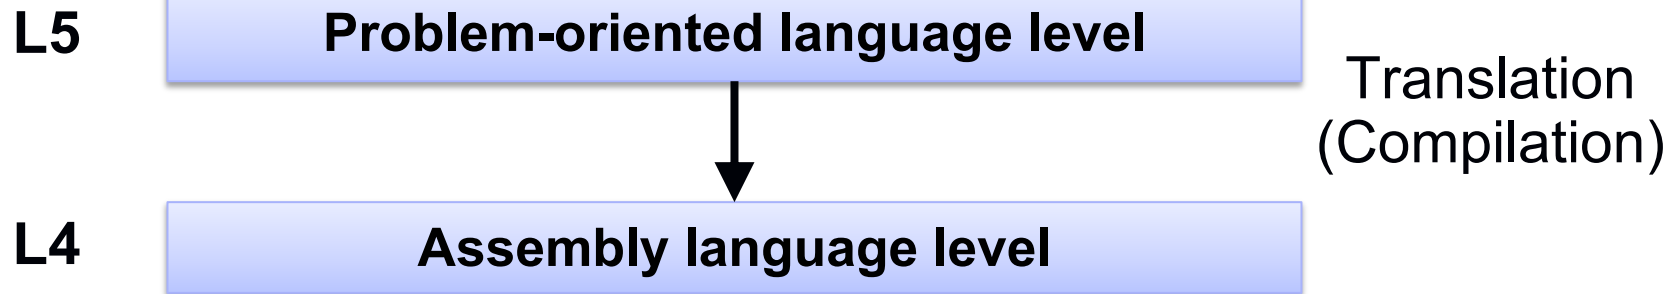 L5
Problem-oriented language level
Translation
(Compilation)
L4
Assembly language level